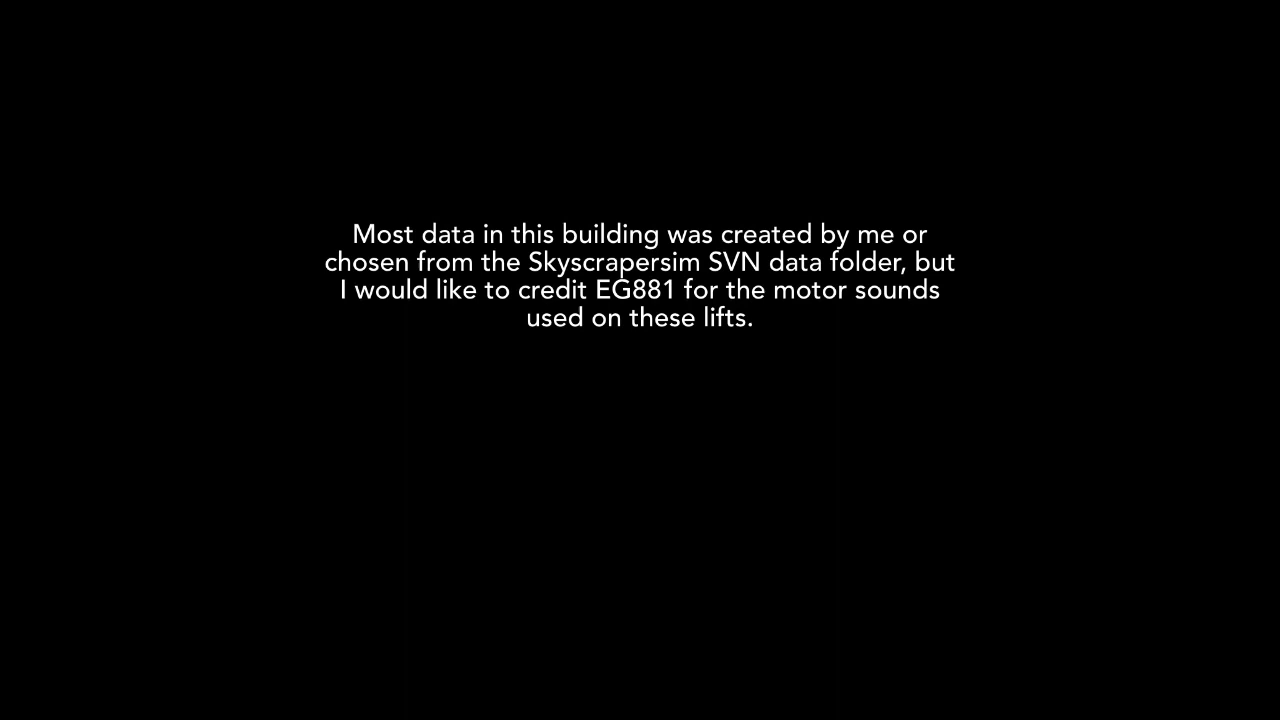 Most data in this building was created by me or
chosen from the Skyscrapersim SVN data folder, but
I would like to credit EG881 for the motor sounds
used on these lifts.